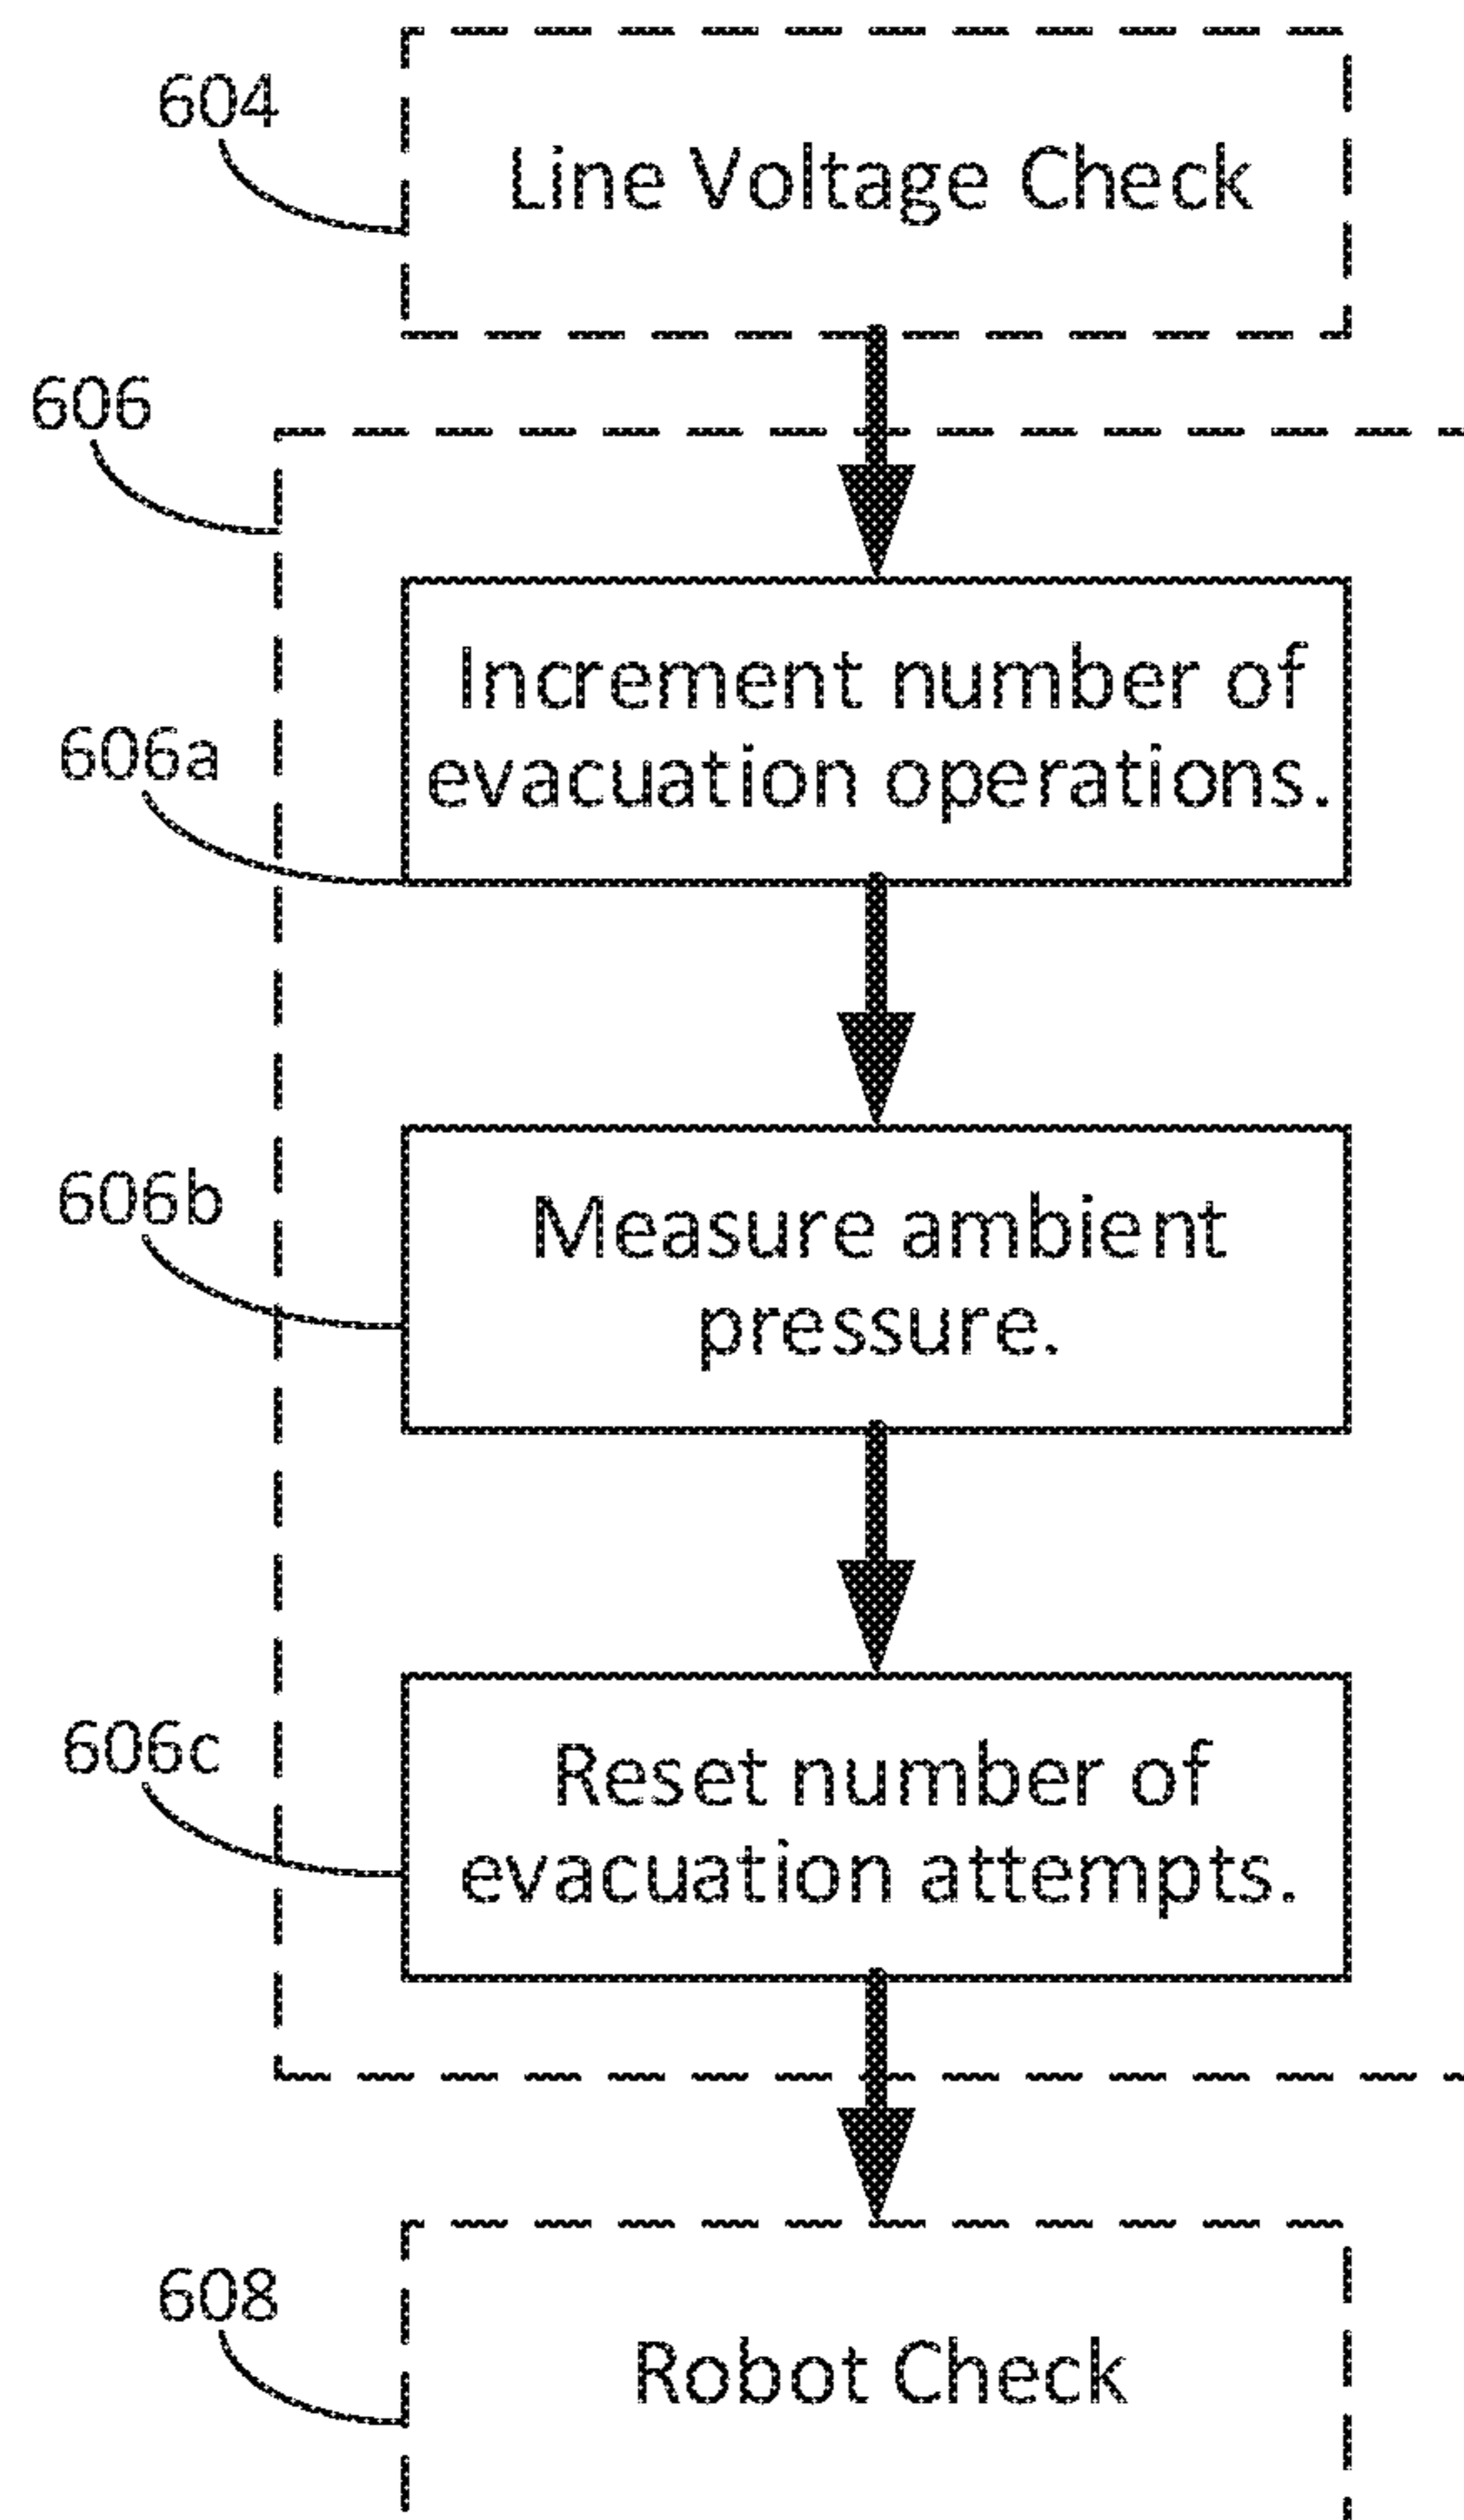 604
Line Voltage Check
606
Increment number of
evacuation operations.
606a
Measure ambient
pressure.
606b
Reset number of
evacuation attempts.
606c
608
Robot Check